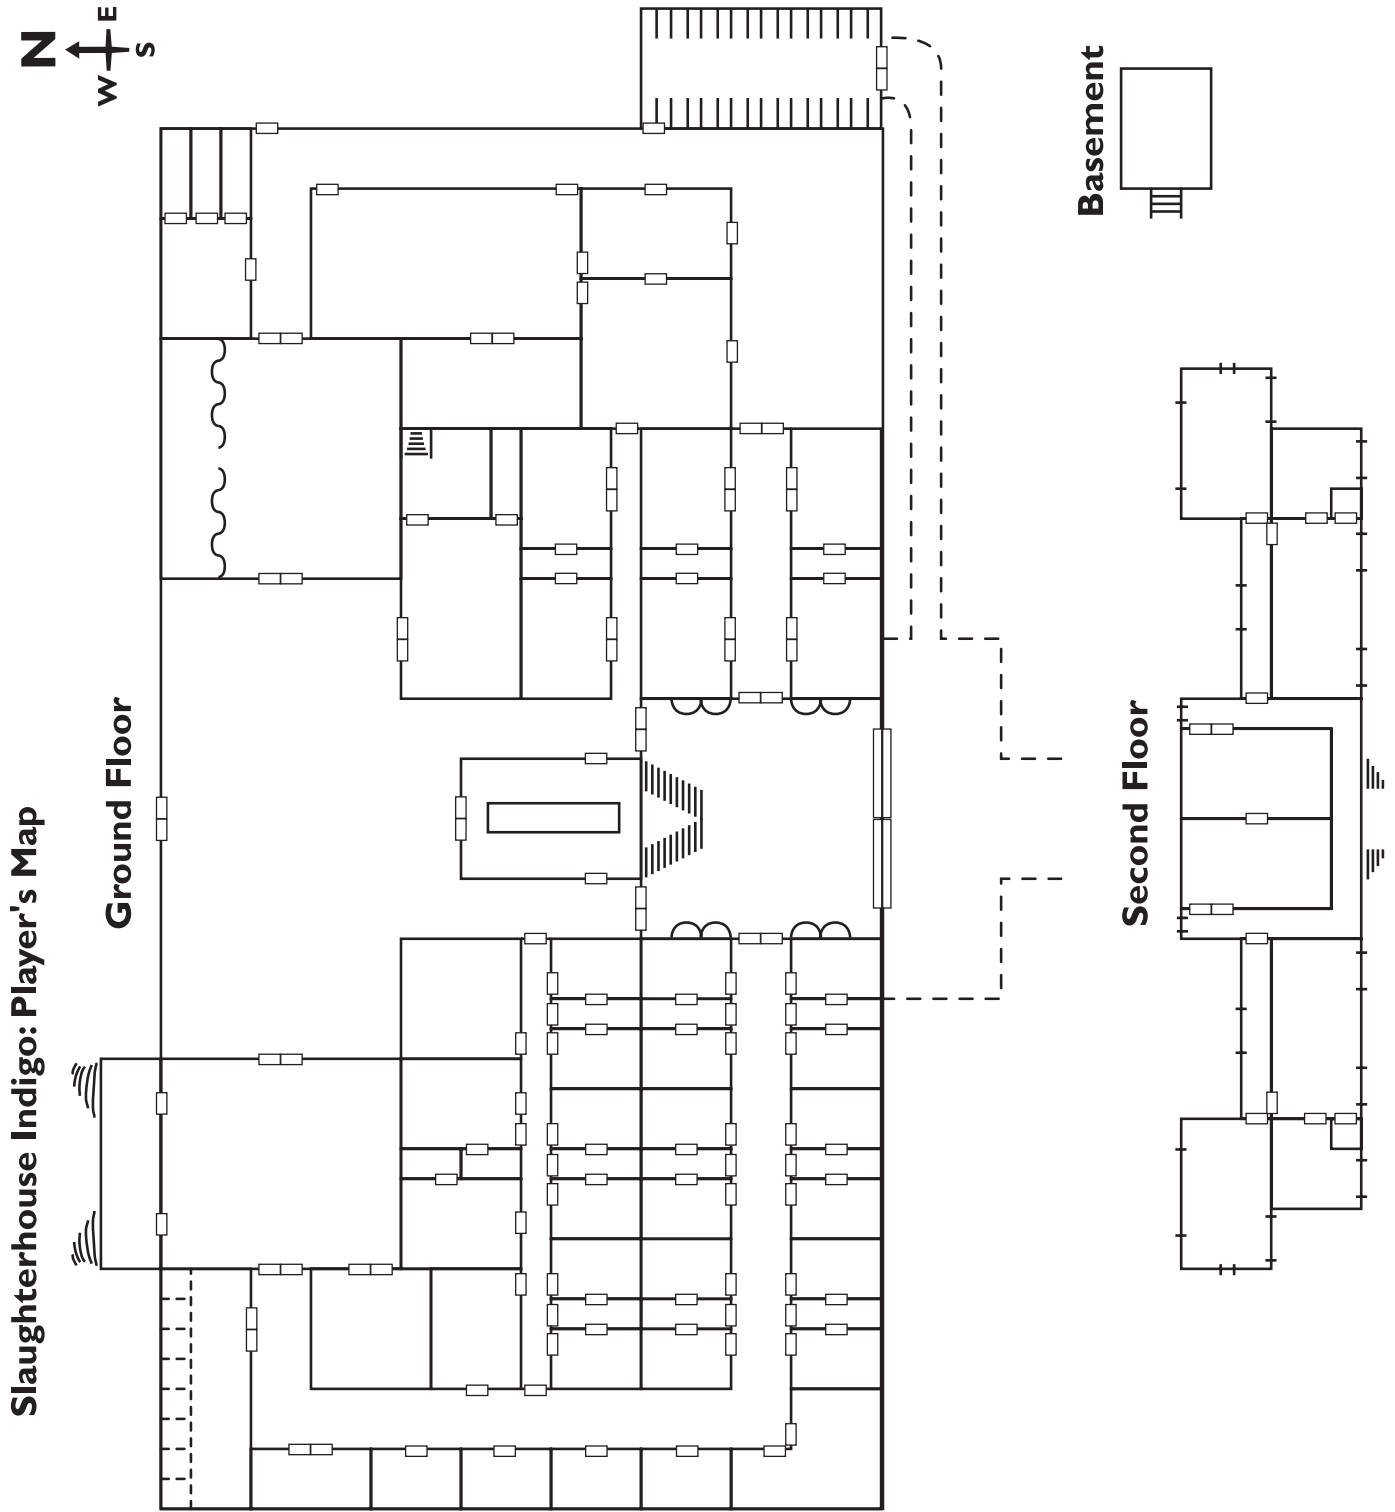 Slaughterhouse Indigo: Player's Map
N
W E
S
Ground Floor
Second Floor
Basement